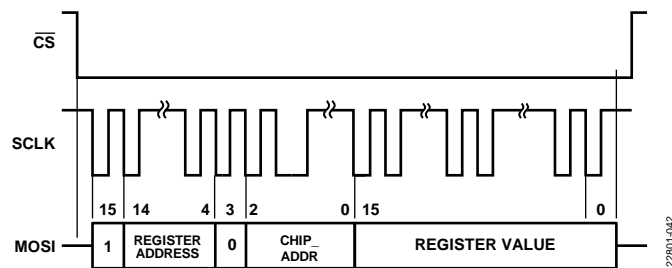 CS
SCLK
15 14 4 3 2 0 15 0
MOSI 1 REGISTER ADDRESS 0 CHIP_ ADDR REGISTER VALUE
22801-042